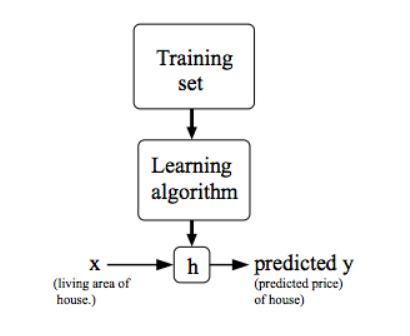 Training
set
Learning
algorithm
x
h
predicted y
(living area of
house.)
(predicted price)
of house)